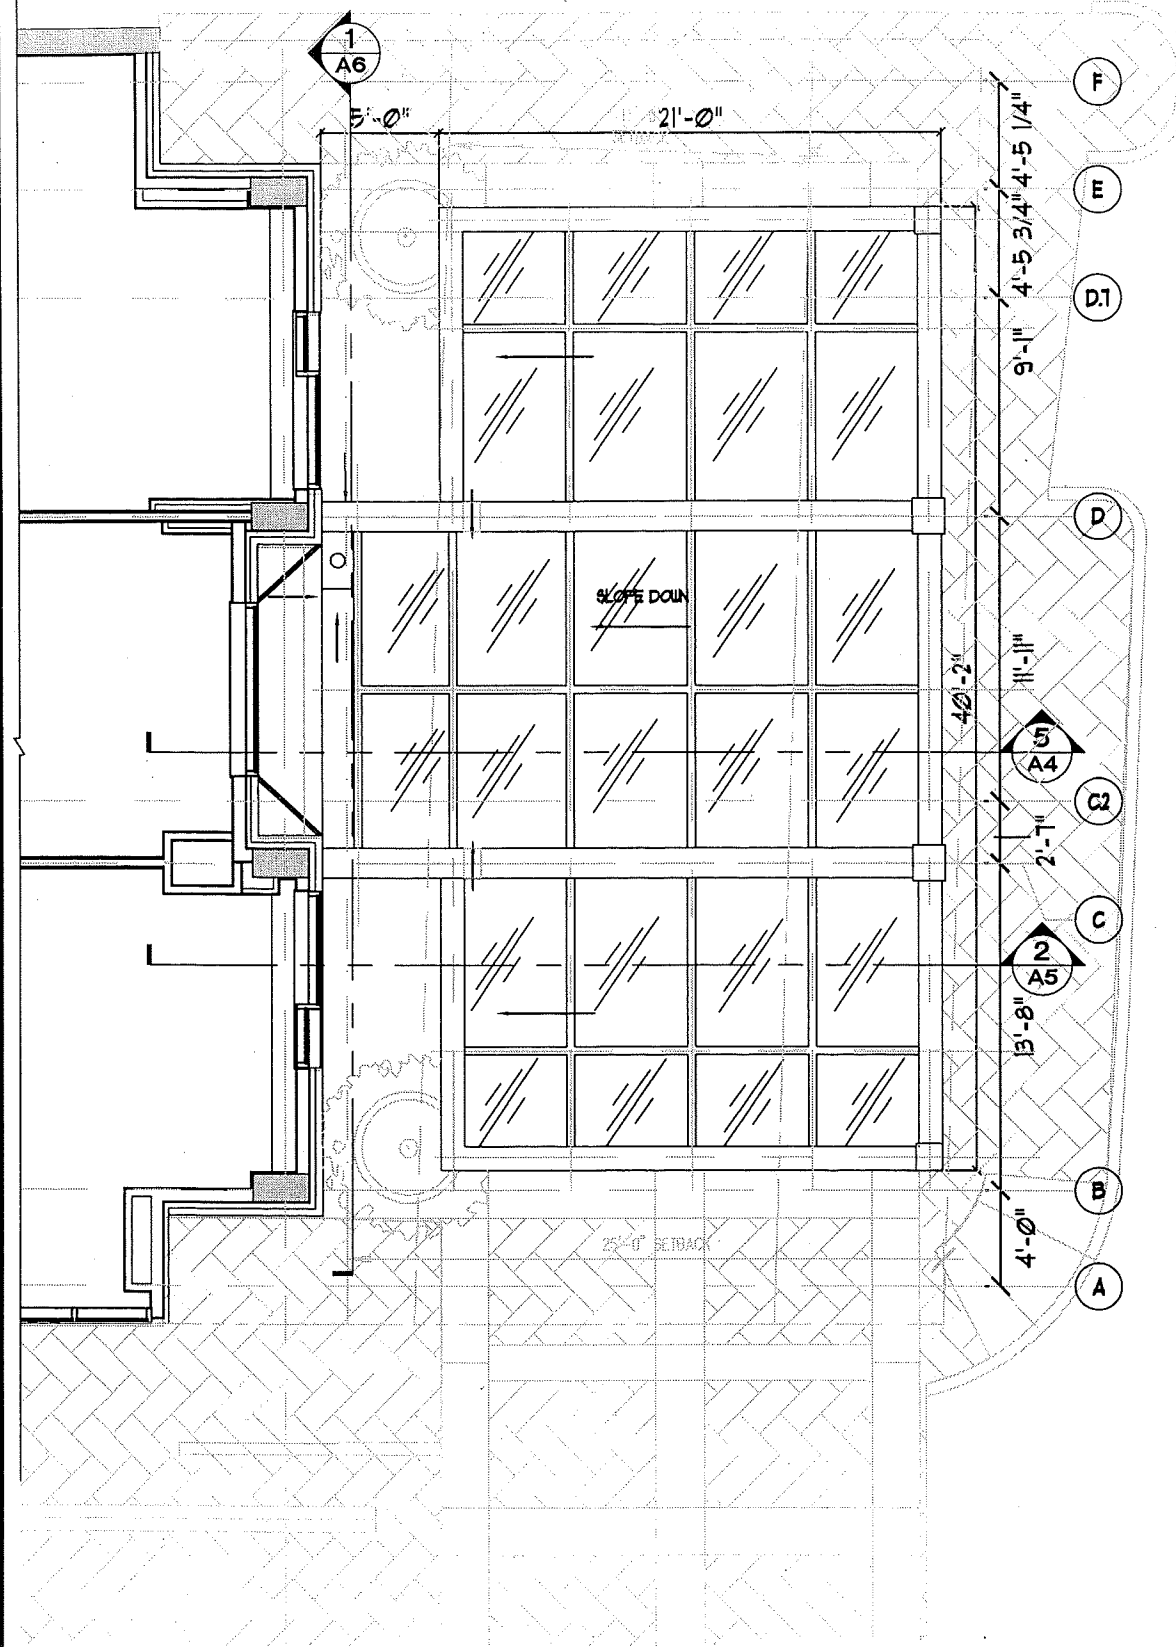 1
A6
F
5'-0"
21'-0"
4'-5 1/4"
E
4'-5 3/4"
D.1
9'-1"
D
SLOPE DOWN
11'-11"
40'-2"
5
A4
C.2
2'-7"
C
2
A5
13'-8"
B
25'-0" SETBACK
4'-0"
A